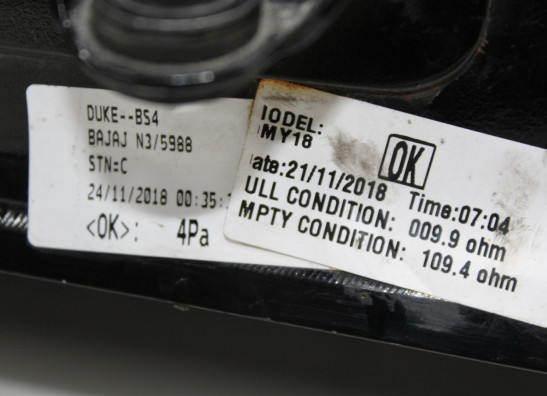 DUKE--BS4
BAJAJ N3/5988
STN=C
24/11/2018 00:35:
<OK>: 4Pa
IODEL:
MY18
OK
ate:21/11/2018 Time:07:04
ULL CONDITION: 009.9 ohm
MPTY CONDITION: 109.4 ohm